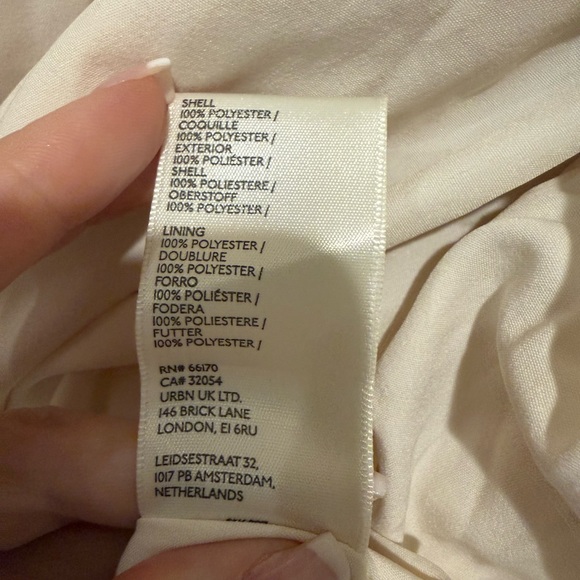 SHELL
100% POLYESTER /
COQUILLE
100% POLYESTER /
EXTERIOR
100% POLIÉSTER /
SHELL
100% POLIESTERE /
OBERSTOFF
100% POLYESTER /
LINING
100% POLYESTER /
DOUBLURE
100% POLYESTER /
FORRO
100% POLIÉSTER /
FODERA
100% POLIESTERE /
FUTTER
100% POLYESTER /
RN# 66170
CA# 32054
URBN UK LTD.
146 BRICK LANE
LONDON, E1 6RU
LEIDSESTRAAT 32,
1017 PB AMSTERDAM,
NETHERLANDS